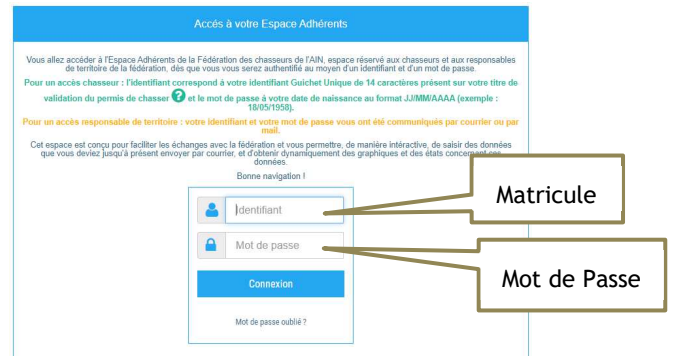 Accés à votre Espace Adhérents
Vous allez accéder à l'Espace Adhérents de la Fédération des chasseurs de l'AIN, espace réservé aux chasseurs et aux responsables
de territoire de la fédération, dès que vous vous serez authentifié au moyen d'un identifiant et d'un mot de passe.
Pour un accès chasseur : l'identifiant correspond à votre identifiant Guichet Unique de 14 caractères présent sur votre titre de
validation du permis de chasser ? et le mot de passe à votre date de naissance au format JJ/MM/AAAA (exemple :
18/05/1958).
Pour un accès responsable de territoire : votre identifiant et votre mot de passe vous ont été communiqués par courrier ou par
mail.
Cet espace est conçu pour faciliter les échanges avec la fédération et vous permettre, de manière intéractive, de saisir des données
que vous deviez jusqu'à présent envoyer par courrier, et d'obtenir dynamiquement des graphiques et des états concernant ces
données.
Bonne navigation !
Identifiant
Matricule
Mot de passe
Mot de Passe
Connexion
Mot de passe oublié ?